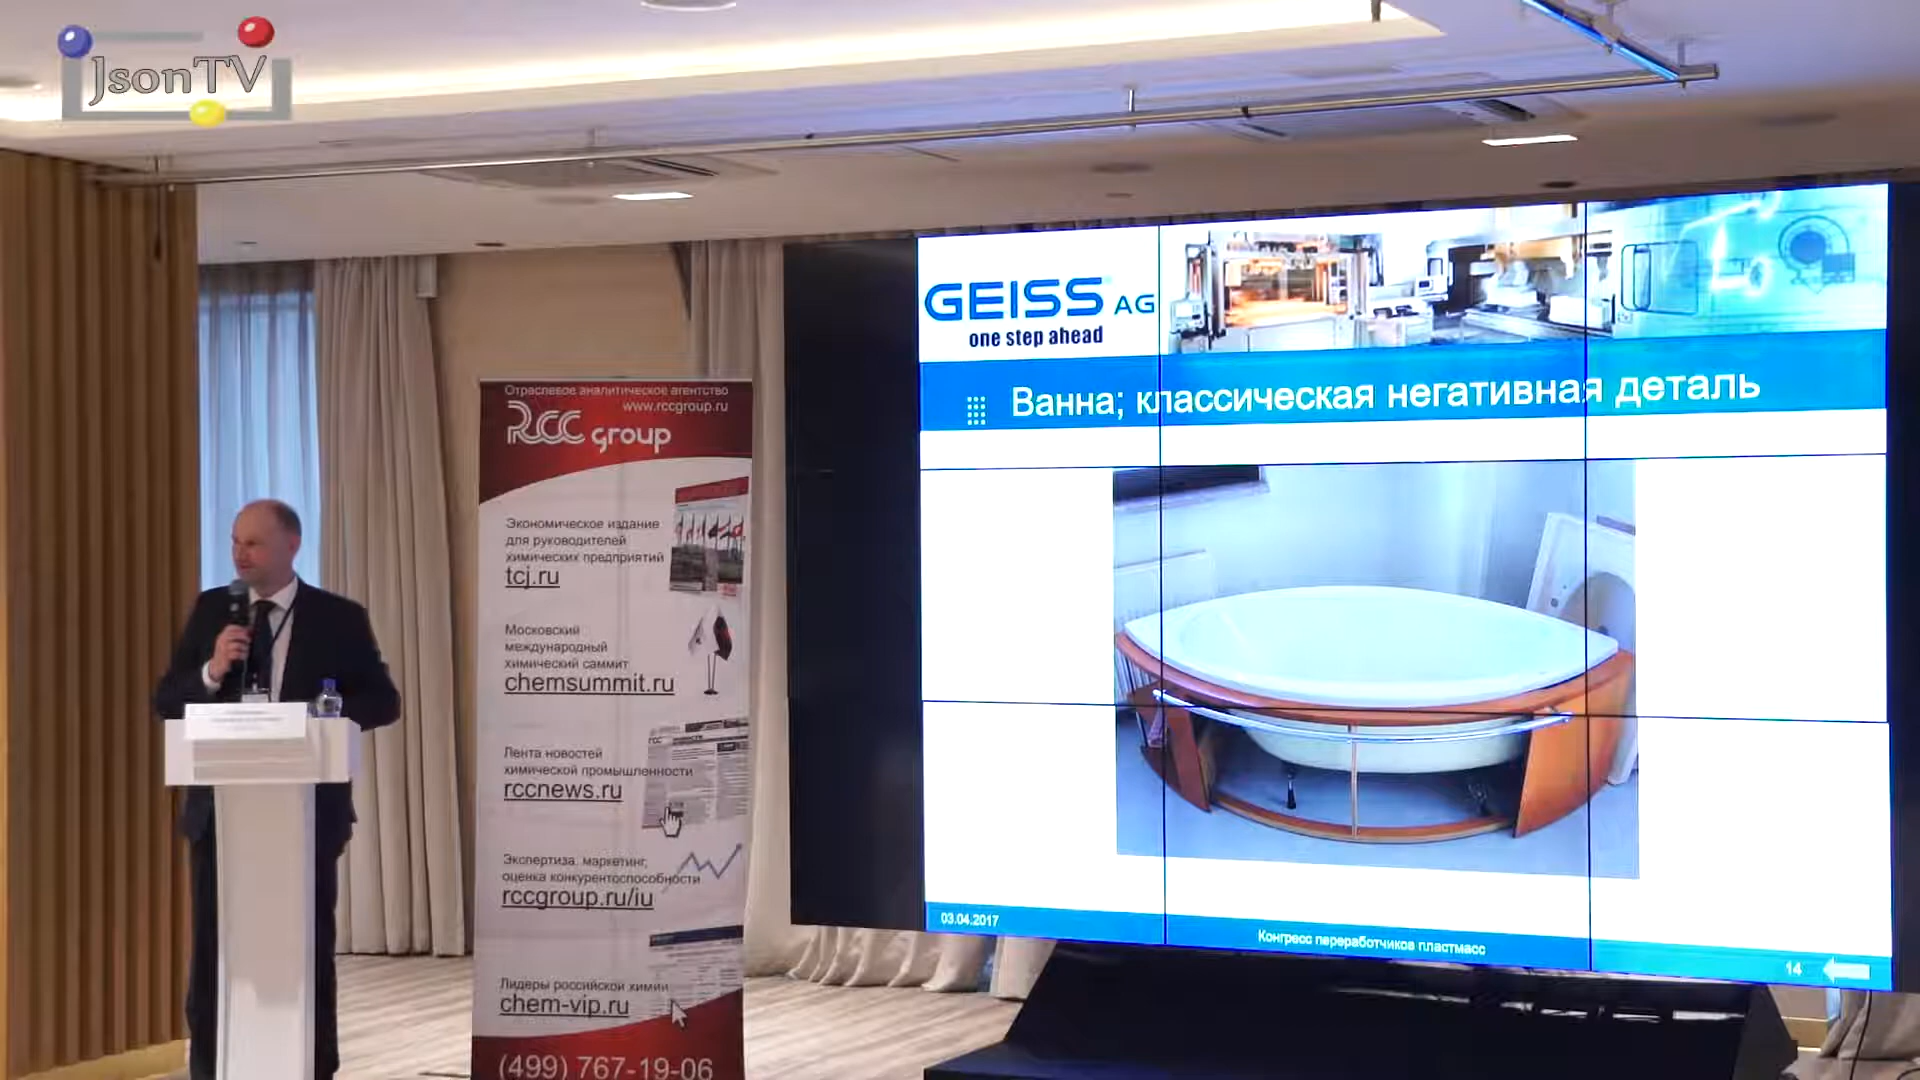 JsonTV
Отраслевое аналитическое агентство
www.rccgroup.ru
RCC group
Экономическое издание
для руководителей
химических предприятий
tcj.ru
Московский
международный
химический саммит
chemsummit.ru
Лента новостей
химической промышленности
rccnews.ru
Экспертиза, маркетинг,
оценка конкурентоспособности
rccgroup.ru/iu
Лидеры российской химии
chem-vip.ru
(499) 767-19-06
GEISS AG
one step ahead
Ванна; классическая негативная деталь
03.04.2017
Конгресс переработчиков пластмасс
14